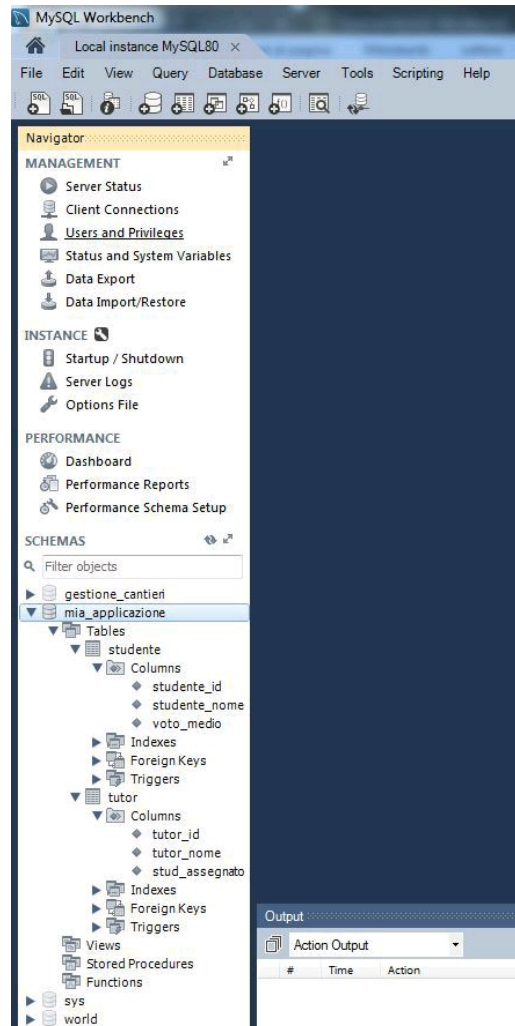 MySQL Workbench
Local instance MySQL80
File Edit View Query Database Server Tools Scripting Help
SQL SQL
Navigator
MANAGEMENT
Server Status
Client Connections
Users and Privileges
Status and System Variables
Data Export
Data Import/Restore
INSTANCE
Startup / Shutdown
Server Logs
Options File
PERFORMANCE
Dashboard
Performance Reports
Performance Schema Setup
SCHEMAS
Filter objects
gestione_cantieri
mia_applicazione
Tables
studente
Columns
studente_id
studente_nome
voto_medio
Indexes
Foreign Keys
Triggers
tutor
Columns
tutor_id
tutor_nome
stud_assegnato
Indexes
Foreign Keys
Triggers
Views
Stored Procedures
Functions
sys
world
Output
Action Output
# Time Action